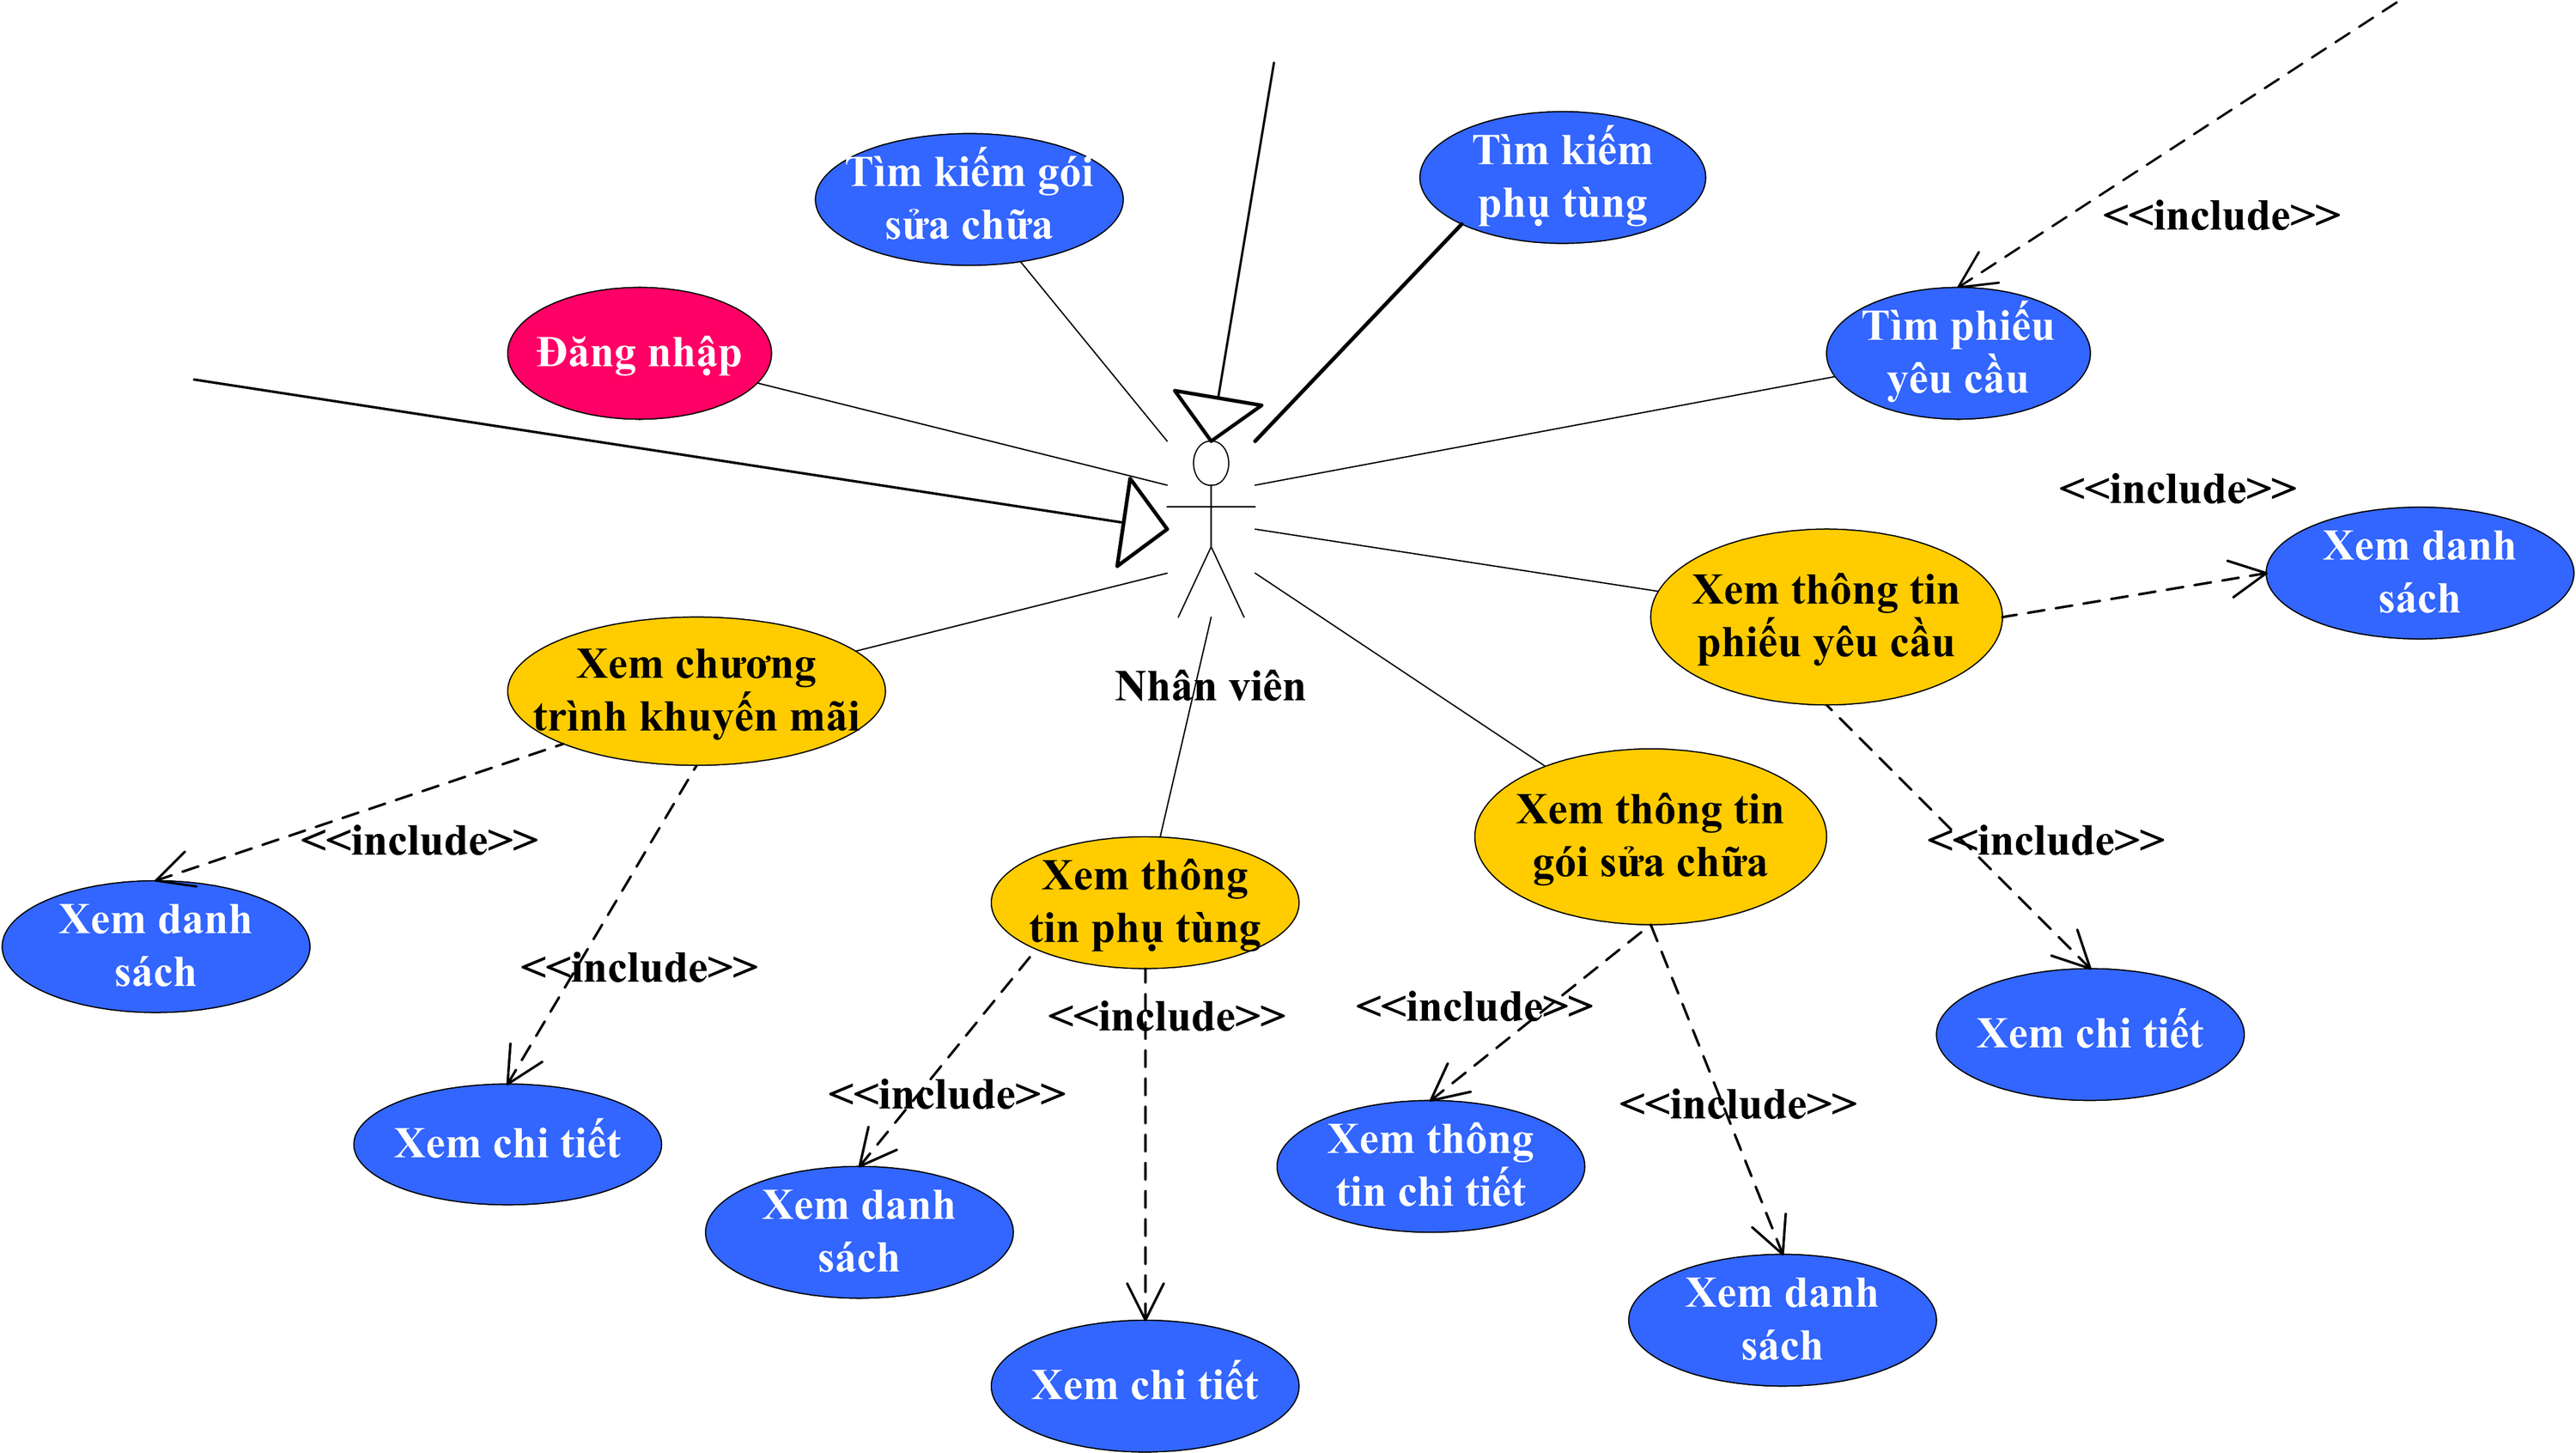 Tìm kiếm gói
sửa chữa
Tìm kiếm
phụ tùng
<<include>>
Đăng nhập
Tìm phiếu
yêu cầu
<<include>>
Xem danh
sách
Xem thông tin
phiếu yêu cầu
Nhân viên
Xem chương
trình khuyến mãi
<<include>>
<<include>>
Xem thông tin
gói sửa chữa
Xem thông
tin phụ tùng
Xem danh
sách
<<include>>
<<include>>
<<include>>
Xem chi tiết
<<include>>
<<include>>
Xem chi tiết
Xem thông
tin chi tiết
Xem danh
sách
Xem danh
sách
Xem chi tiết